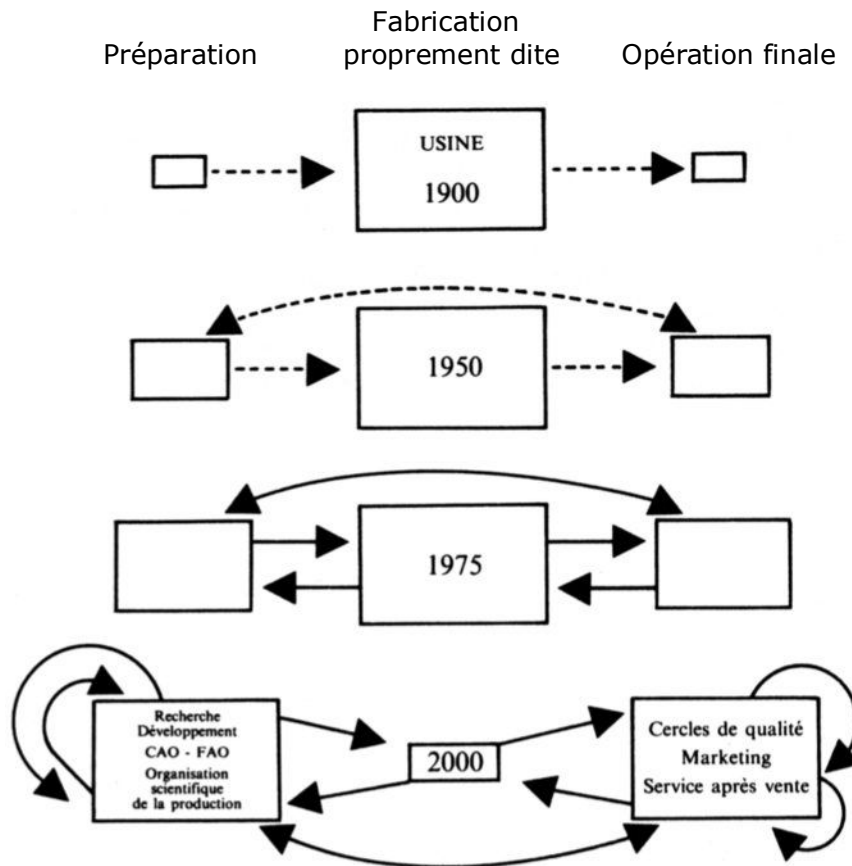 Préparation
Fabrication
proprement dite
Opération finale
USINE
1900
1950
1975
Recherche
Développement
CAO - FAO
Organisation
scientifique
de la production
2000
Cercles de qualité
Marketing
Service après vente